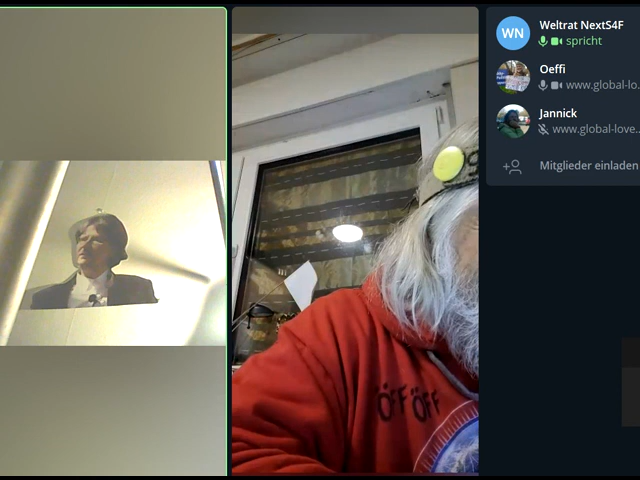 WN
Weltrat NextS4F
spricht
Oeffi
www.global-lo.
Jannick
www.global-love..
Mitglieder einladen
ÖFF ÖFF